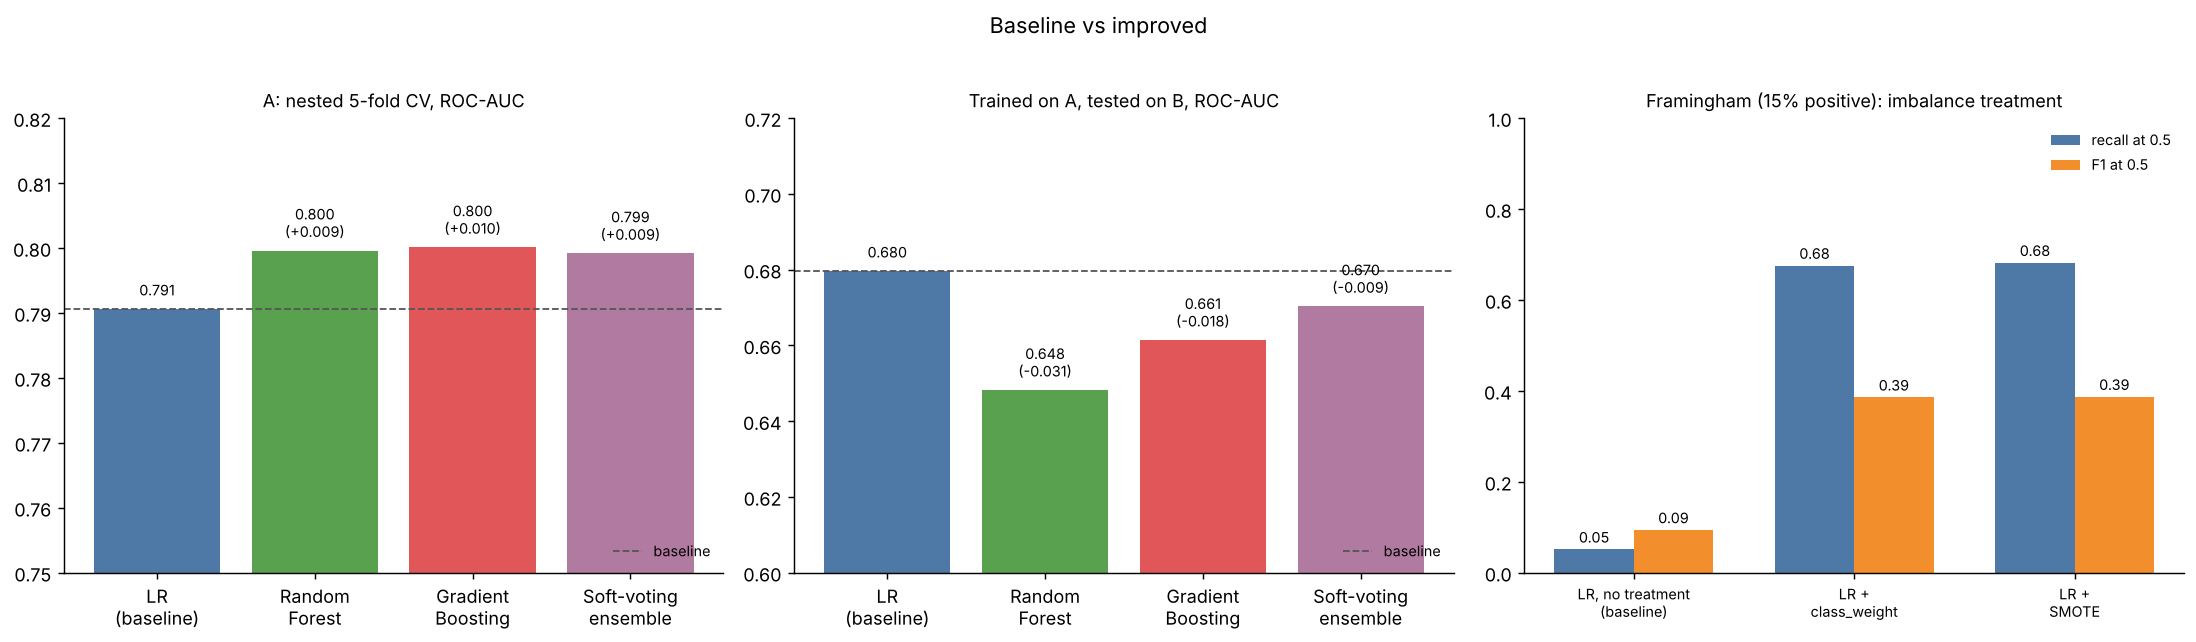 Baseline vs improved
A: nested 5-fold CV, ROC-AUC
0.82
0.81
0.80
0.79
0.78
0.77
0.76
0.75
0.791
0.800
(+0.009)
0.800
(+0.010)
0.799
(+0.009)
baseline
LR
(baseline)
Random
Forest
Gradient
Boosting
Soft-voting
ensemble
Trained on A, tested on B, ROC-AUC
0.72
0.70
0.68
0.66
0.64
0.62
0.60
0.680
0.648
(-0.031)
0.661
(-0.018)
0.670
(-0.009)
baseline
LR
(baseline)
Random
Forest
Gradient
Boosting
Soft-voting
ensemble
Framingham (15% positive): imbalance treatment
1.0
0.8
0.6
0.4
0.2
0.0
recall at 0.5
F1 at 0.5
0.05
0.09
0.68
0.39
0.68
0.39
LR, no treatment
(baseline)
LR +
class_weight
LR +
SMOTE